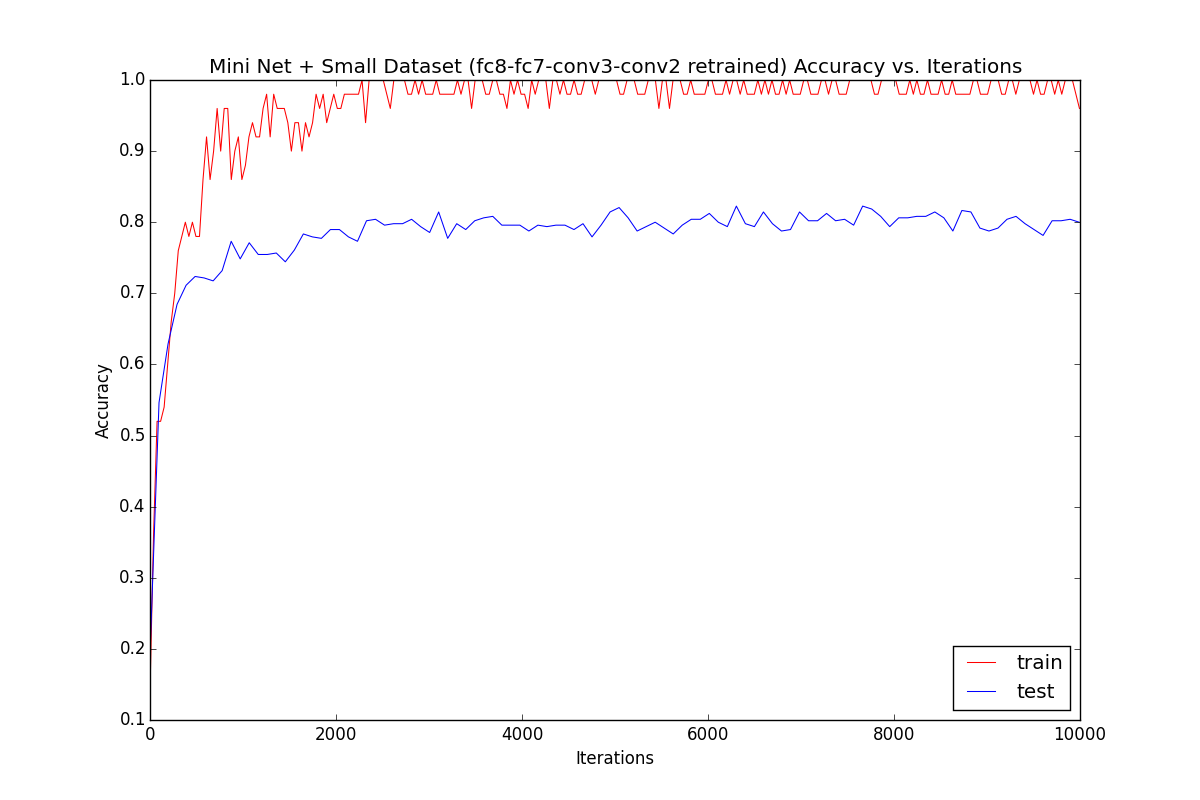 Mini Net + Small Dataset (fc8-fc7-conv3-conv2 retrained) Accuracy vs. Iterations
1.0
0.9
0.8
0.7
0.6
0.5
0.4
0.3
0.2
0.1
Accuracy
train
test
0 2000 4000 6000 8000 10000
Iterations